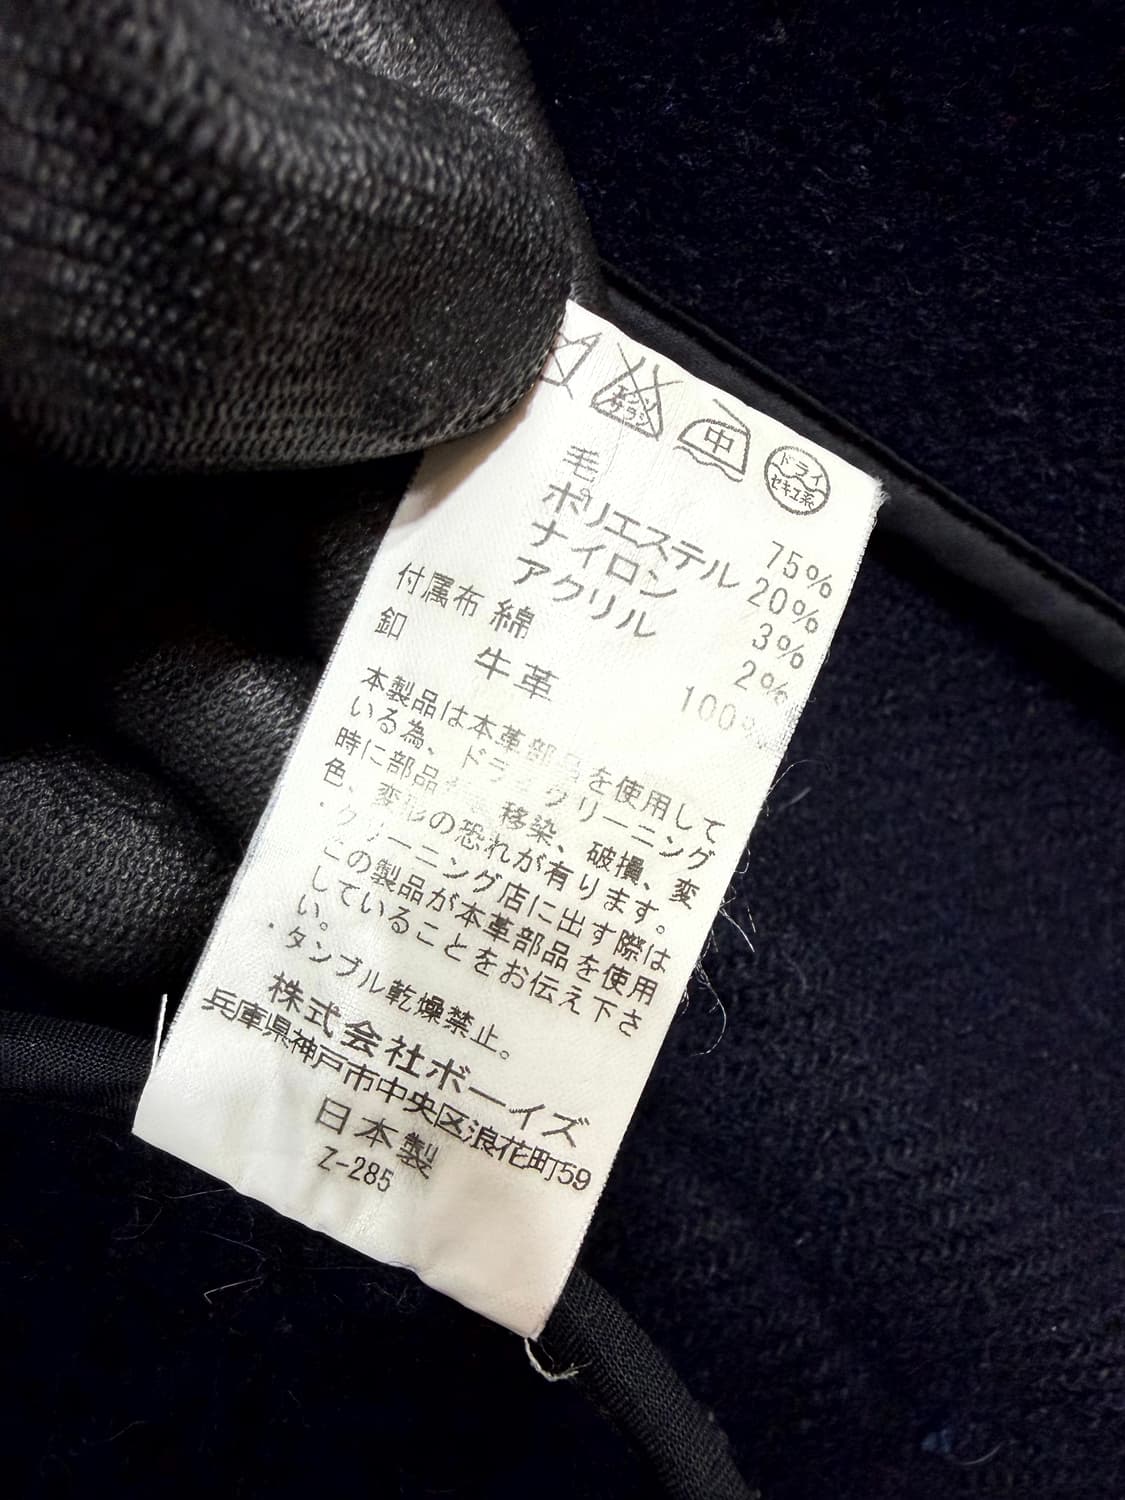 エンソ
サラシ
中
ドライ
セキユ系
毛 75%
ポリエステル 20%
ナイロン 3%
アクリル 2%
付属布 綿 100%
釦 牛革
本製品は本革部品を使用して
いる為、ドライクリーニング
時に部品 移染、破損、変
色、変形の恐れが有ります。
・クリーニング店に出す際は
この製品が本革部品を使用
していることをお伝え下さ
い。
・タンブル乾燥禁止。
株式会社ボーイズ
兵庫県神戸市中央区浪花町59
日本製
Z-285